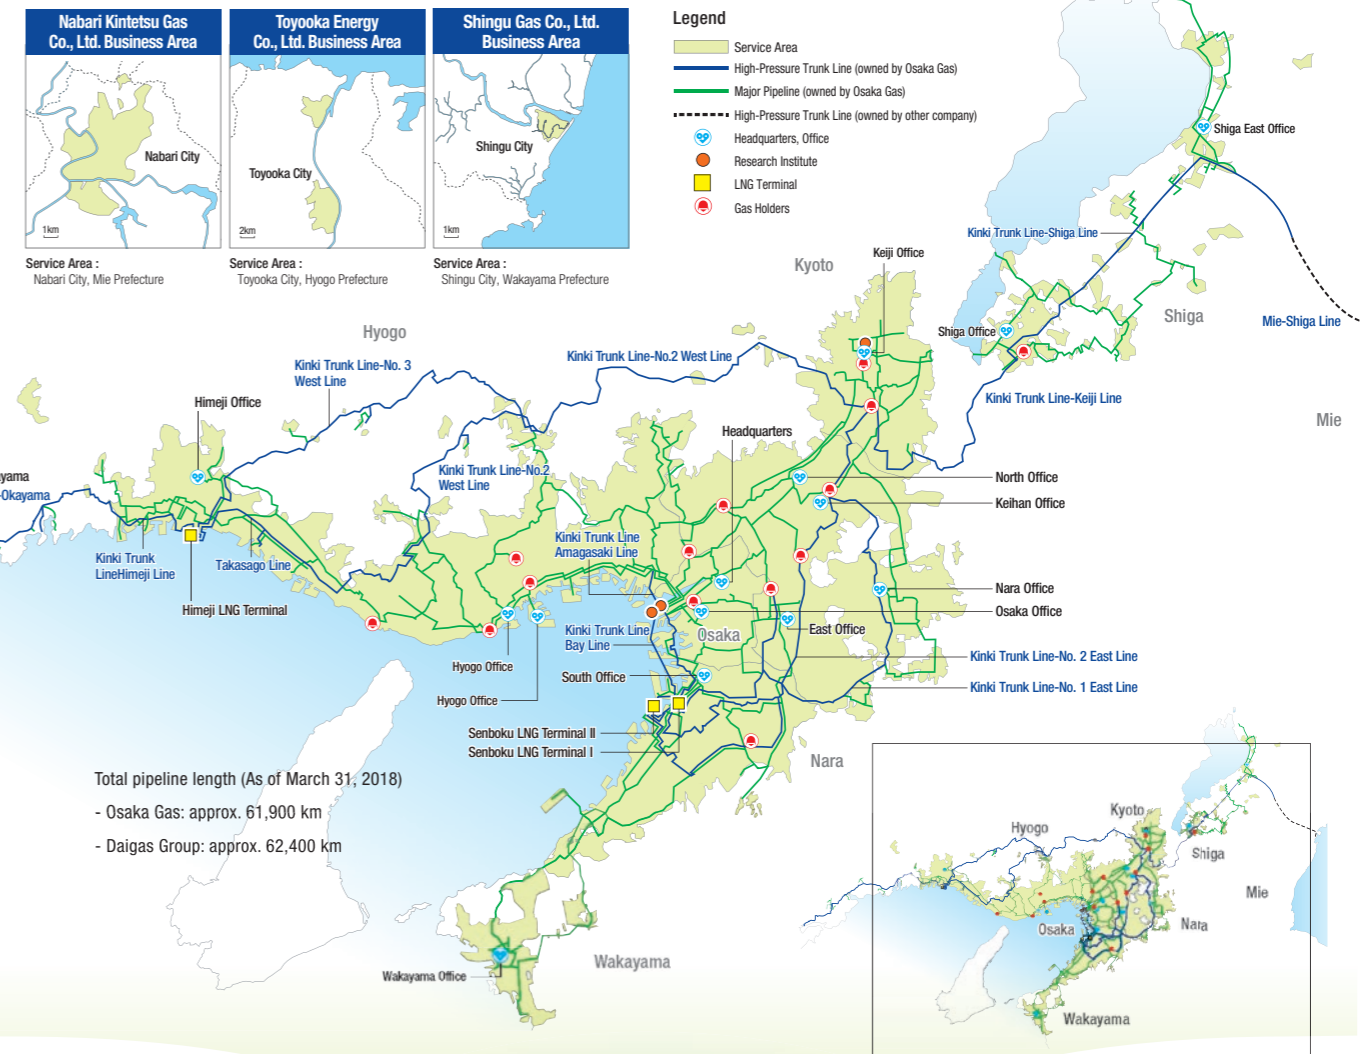 Nabari Kintetsu Gas
Co., Ltd. Business Area
Nabari City
1km
Service Area :
Nabari City, Mie Prefecture
Toyooka Energy
Co., Ltd. Business Area
Toyooka City
2km
Service Area :
Toyooka City, Hyogo Prefecture
Shingu Gas Co., Ltd.
Business Area
Shingu City
1km
Service Area :
Shingu City, Wakayama Prefecture
Legend
Service Area
High-Pressure Trunk Line (owned by Osaka Gas)
Major Pipeline (owned by Osaka Gas)
High-Pressure Trunk Line (owned by other company)
Headquarters, Office
Research Institute
LNG Terminal
Gas Holders
Shiga East Office
Kinki Trunk Line-Shiga Line
Keiji Office
Kyoto
Shiga
Mie-Shiga Line
Shiga Office
Hyogo
Kinki Trunk Line-No.2 West Line
Kinki Trunk Line-No. 3
West Line
Kinki Trunk Line-Keiji Line
Mie
Himeji Office
Headquarters
Kinki Trunk Line-No.2
West Line
North Office
Keihan Office
yama
-Okayama
Kinki Trunk
LineHimeji Line
Takasago Line
Kinki Trunk Line
Amagasaki Line
Himeji LNG Terminal
Nara Office
Osaka Office
East Office
Osaka
Kinki Trunk Line
Bay Line
Hyogo Office
South Office
Kinki Trunk Line-No. 2 East Line
Kinki Trunk Line-No. 1 East Line
Hyogo Office
Senboku LNG Terminal II
Senboku LNG Terminal I
Nara
Total pipeline length (As of March 31, 2018)
- Osaka Gas: approx. 61,900 km
- Daigas Group: approx. 62,400 km
Wakayama Office
Wakayama
Kyoto
Hyogo
Shiga
Mie
Nara
Osaka
Wakayama